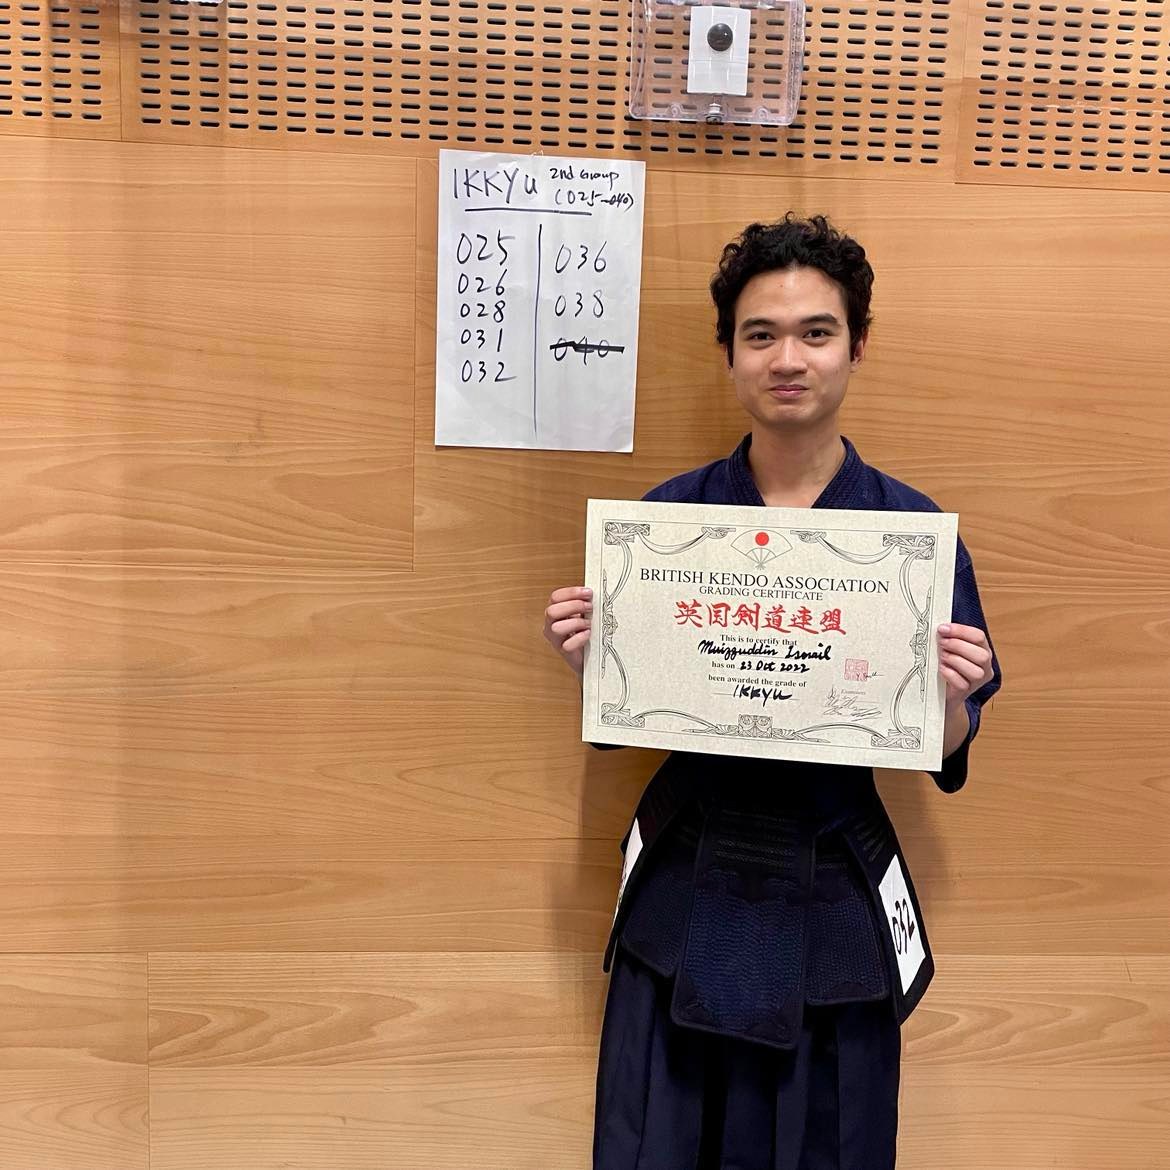 IKKYU 2nd Group
(025-040)
025
026
028
031
032
036
038
040
BRITISH KENDO ASSOCIATION
GRADING CERTIFICATE
英国剣道連盟
This is to certify that
Muizzuddin Ismail
has on 23 Oct 2022
been awarded the grade of
IKKYU
Examiners
032